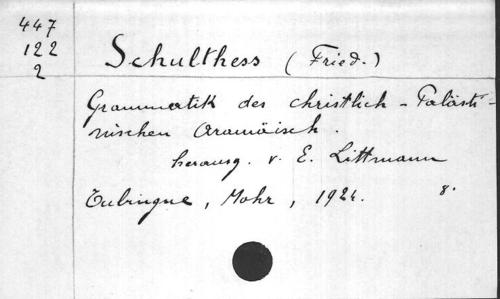 447
122
2
Schulthess (Fried.)
Grammatik des christlich-Palästi-
nischen Aramäisch.
herausg. v. E. Littmann
Tubingue, Mohr, 1924. 8.